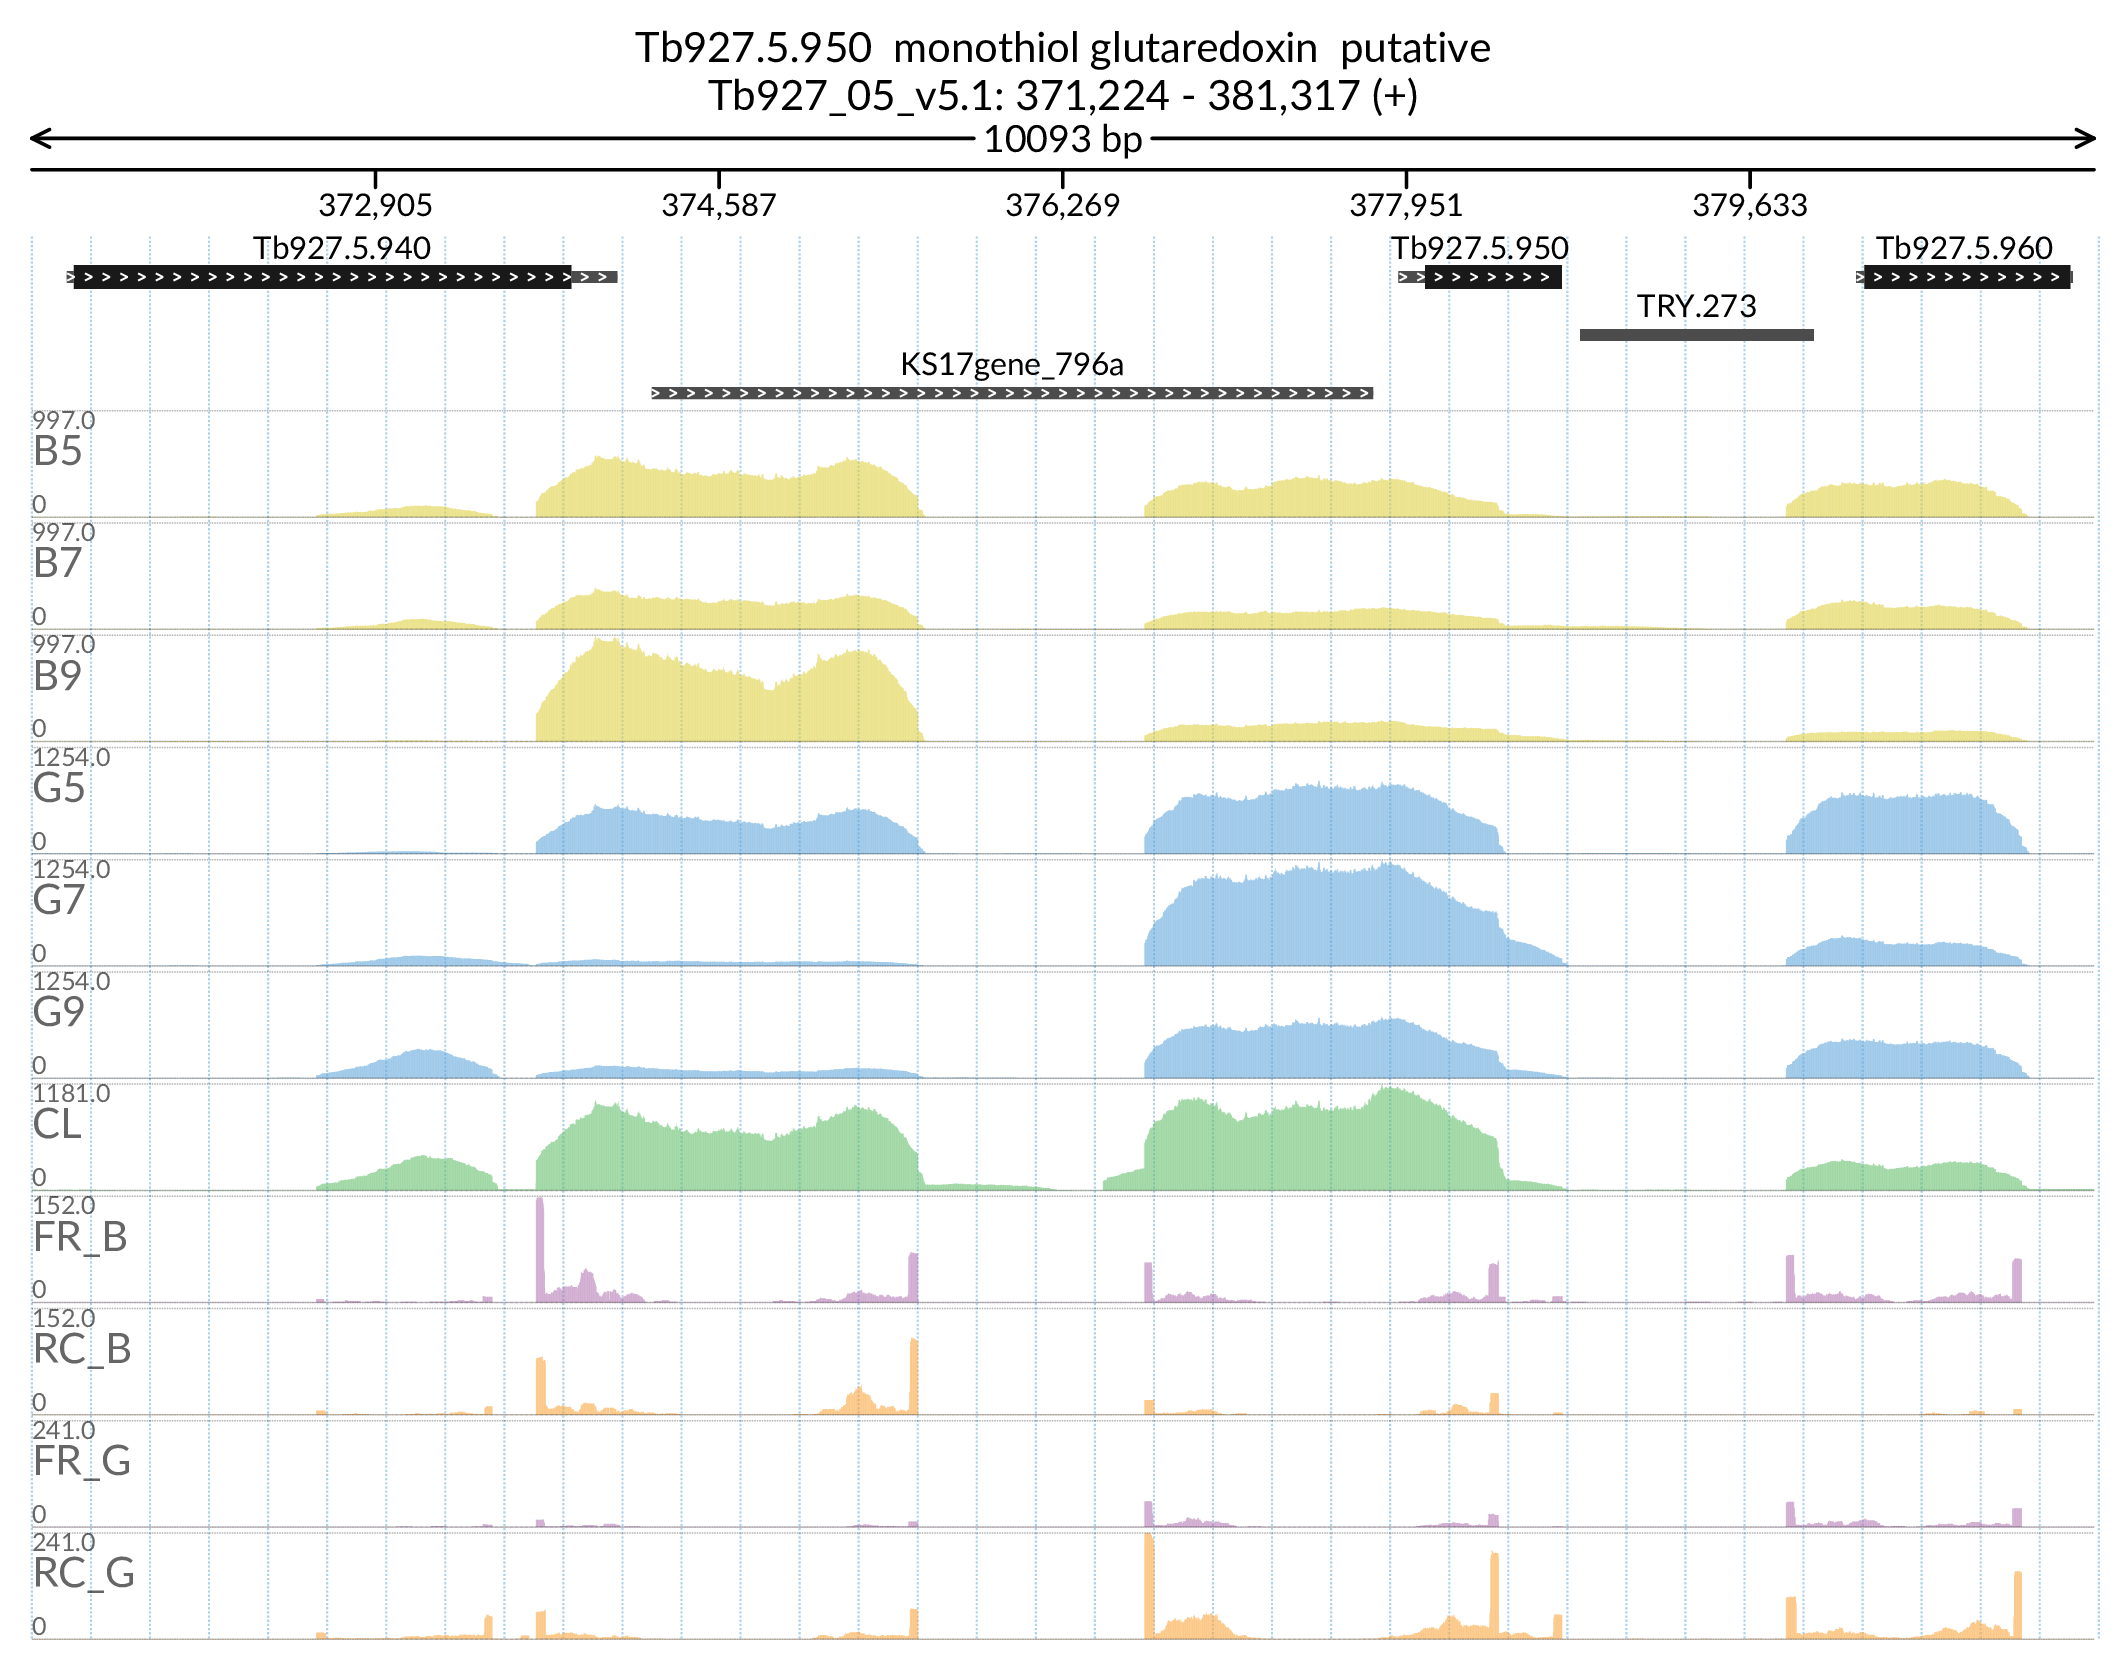 Tb927.5.950  monothiol glutaredoxin  putative
Tb927_05_v5.1: 371,224 - 381,317 (+)
10093 bp
372,905 374,587 376,269 377,951 379,633
Tb927.5.940 Tb927.5.950 Tb927.5.960
TRY.273
KS17gene_796a
997.0
B5
0
997.0
B7
0
997.0
B9
0
1254.0
G5
0
1254.0
G7
0
1254.0
G9
0
1181.0
CL
0
152.0
FR_B
0
152.0
RC_B
0
241.0
FR_G
0
241.0
RC_G
0